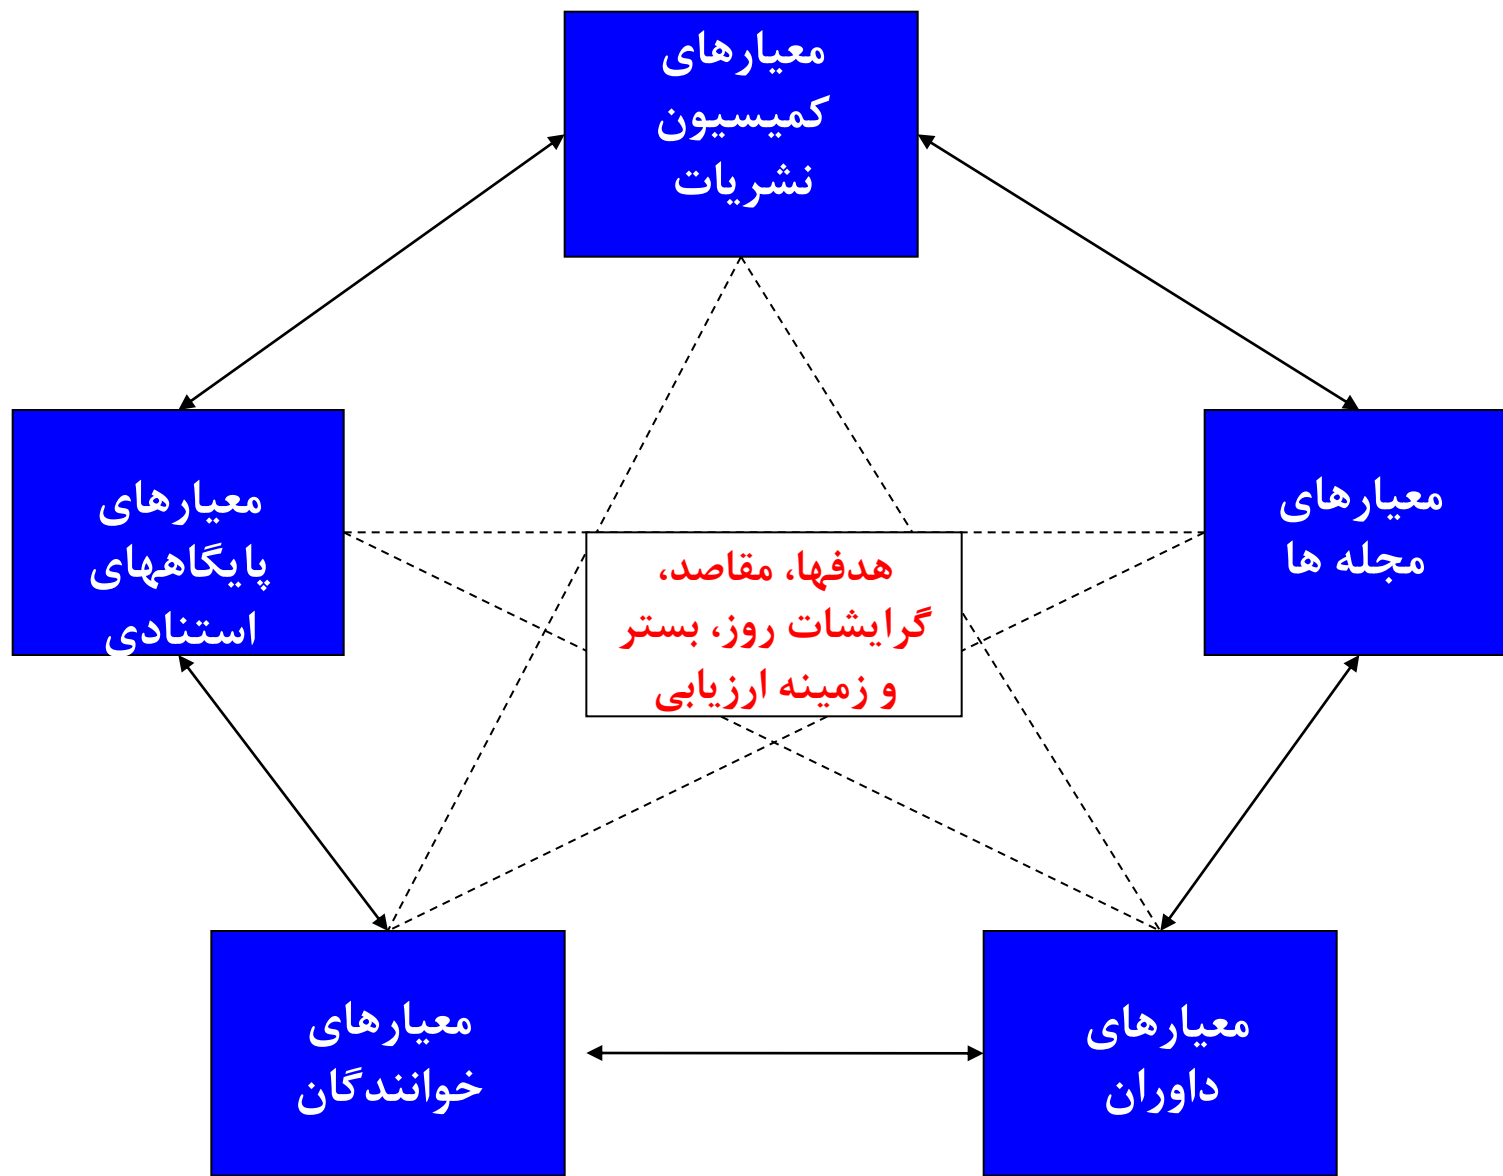 معیارهای
کمیسیون
نشریات
معیارهای
مجله ها
معیارهای
پایگاههای
استنادی
هدفها، مقاصد،
گرایشات روز، بستر
و زمینه ارزیابی
معیارهای
داوران
معیارهای
خوانندگان